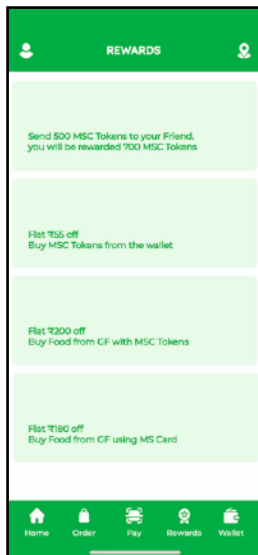 REWARDS
Send 500 MSC Tokens to your Friend.
you will be rewarded 700 MSC Tokens
Flat ₹55 off
Buy MSC Tokens from the wallet
Flat ₹200 off
Buy Food from GF with MSC Tokens
Flat ₹180 off
Buy Food from GF using MS Card
Home Order Pay Rewards Wallet